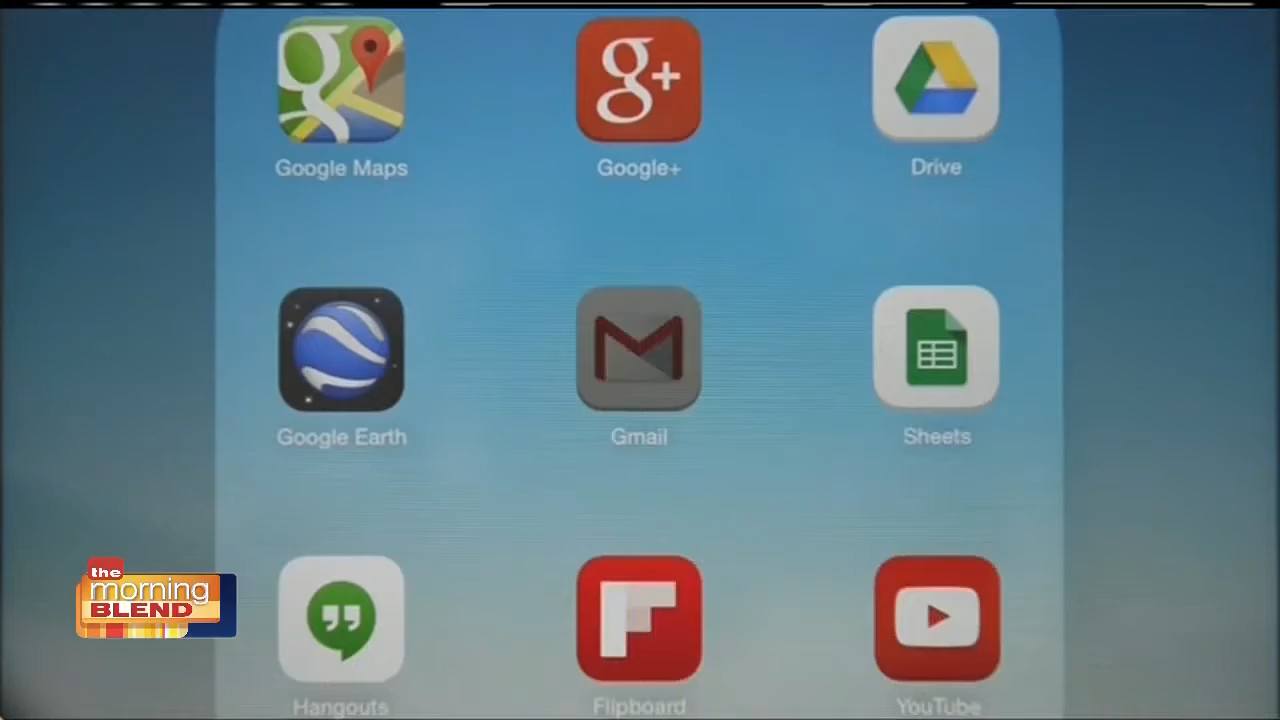 g
g+
Google Maps
Google+
Drive
Google Earth
Gmail
Sheets
Hangouts
Flipboard
YouTube
the
morning
BLEND